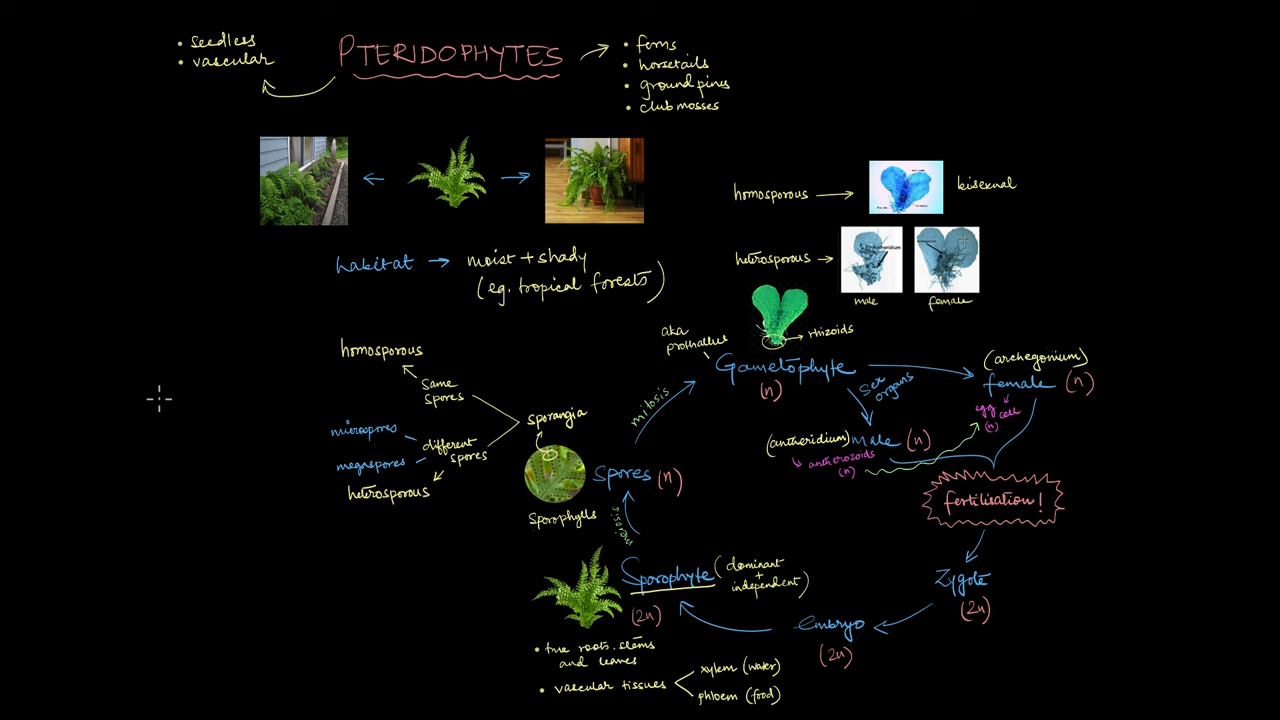 • seedless
• vascular
PTERIDOPHYTES
• ferns
• horsetails
• ground pines
• club mosses
habitat → moist + shady
(eg. tropical forests)
homosporous →
bisexual
heterosporous →
male
female
rhizoids
aka
prothallus
Gametophyte
(n)
sex
organs
(archegonium)
female (n)
egg
cell
(n)
(antheridium) male (n)
antherozoids
(n)
fertilisation!
Zygote
(2n)
embryo
(2n)
Sporophyte (dominant
+
independent)
(2n)
• true roots, stems
and leaves
• vascular tissues
xylem (water)
phloem (food)
meiosis
Spores (n)
mitosis
Sporophylls
sporangia
same
spores
homosporous
different
spores
microspores
megaspores
heterosporous